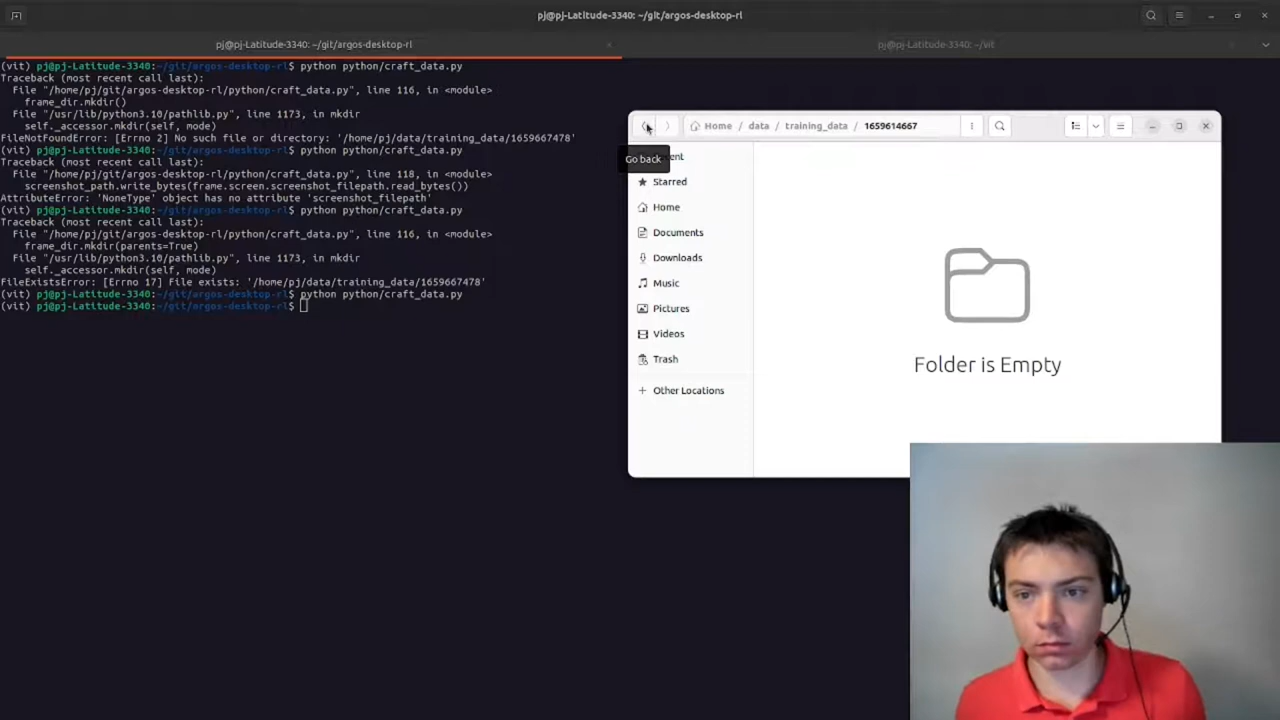 pj@pj-Latitude-3340: ~/git/argos-desktop-rl
pj@pj-Latitude-3340: ~/git/argos-desktop-rl
pj@pj-Latitude-3340: ~/vit
(vit) pj@pj-Latitude-3340:~/git/argos-desktop-rl$ python python/craft_data.py
Traceback (most recent call last):
  File "/home/pj/git/argos-desktop-rl/python/craft_data.py", line 116, in <module>
    frame_dir.mkdir()
  File "/usr/lib/python3.10/pathlib.py", line 1173, in mkdir
    self._accessor.mkdir(self, mode)
FileNotFoundError: [Errno 2] No such file or directory: '/home/pj/data/training_data/1659667478'
(vit) pj@pj-Latitude-3340:~/git/argos-desktop-rl$ python python/craft_data.py
Traceback (most recent call last):
  File "/home/pj/git/argos-desktop-rl/python/craft_data.py", line 118, in <module>
    screenshot_path.write_bytes(frame.screen.screenshot_filepath.read_bytes())
AttributeError: 'NoneType' object has no attribute 'screenshot_filepath'
(vit) pj@pj-Latitude-3340:~/git/argos-desktop-rl$ python python/craft_data.py
Traceback (most recent call last):
  File "/home/pj/git/argos-desktop-rl/python/craft_data.py", line 116, in <module>
    frame_dir.mkdir(parents=True)
  File "/usr/lib/python3.10/pathlib.py", line 1173, in mkdir
    self._accessor.mkdir(self, mode)
FileExistsError: [Errno 17] File exists: '/home/pj/data/training_data/1659667478'
(vit) pj@pj-Latitude-3340:~/git/argos-desktop-rl$ python python/craft_data.py
(vit) pj@pj-Latitude-3340:~/git/argos-desktop-rl$
Home / data / training_data / 1659614667
Go back
Starred
Home
Documents
Downloads
Music
Pictures
Videos
Trash
+ Other Locations
Folder is Empty